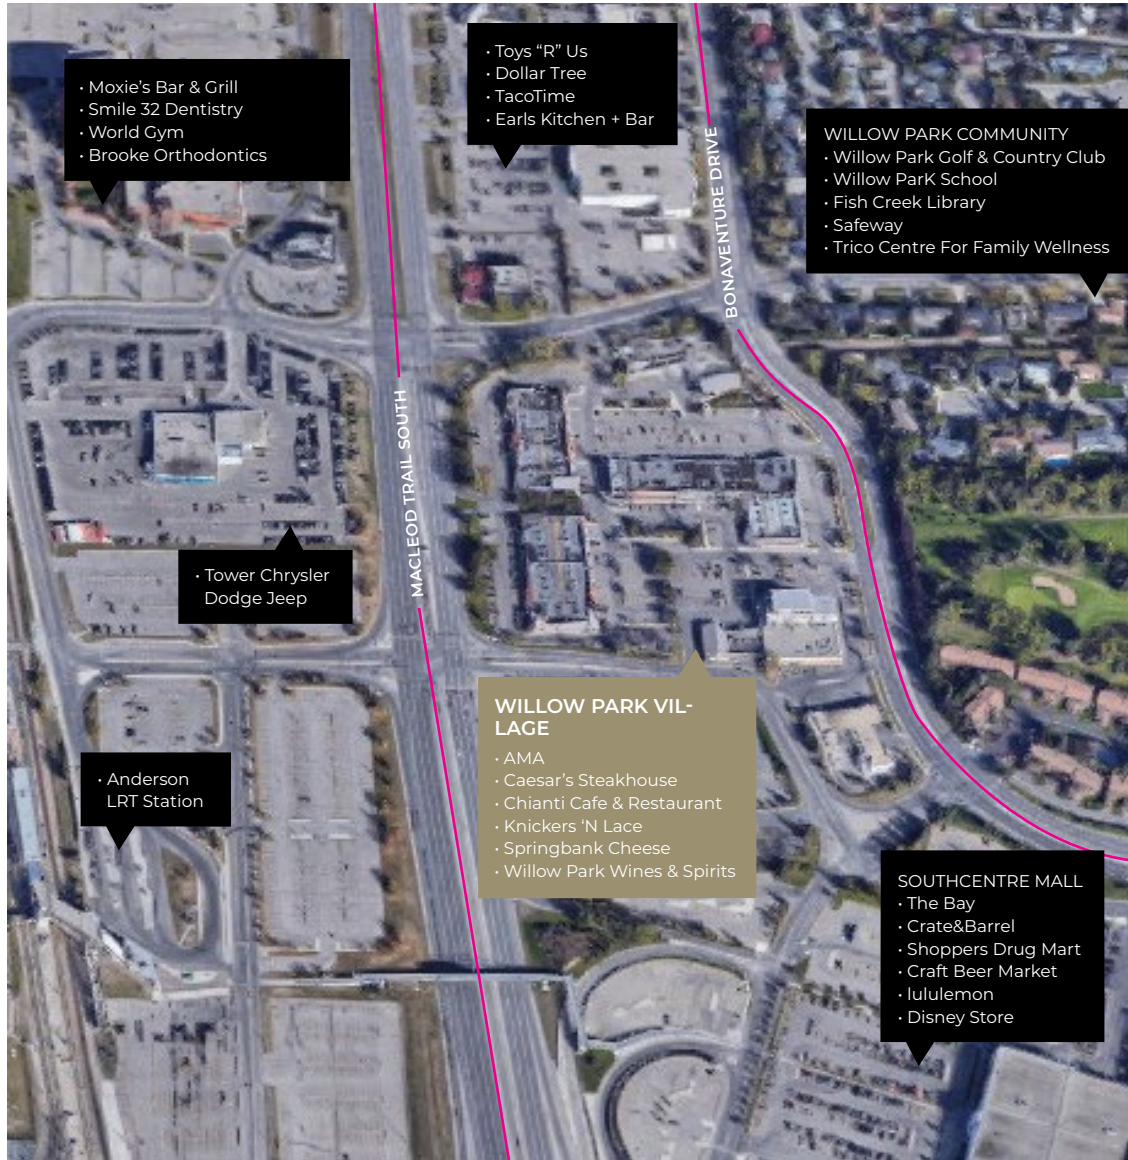 • Toys “R” Us
• Dollar Tree
• TacoTime
• Earls Kitchen + Bar
• Moxie’s Bar & Grill
• Smile 32 Dentistry
• World Gym
• Brooke Orthodontics
WILLOW PARK COMMUNITY
• Willow Park Golf & Country Club
• Willow ParK School
• Fish Creek Library
• Safeway
• Trico Centre For Family Wellness
BONAVENTURE DRIVE
MACLEOD TRAIL SOUTH
• Tower Chrysler
Dodge Jeep
WILLOW PARK VIL-
LAGE
• AMA
• Caesar’s Steakhouse
• Chianti Cafe & Restaurant
• Knickers ‘N Lace
• Springbank Cheese
• Willow Park Wines & Spirits
• Anderson
LRT Station
SOUTHCENTRE MALL
• The Bay
• Crate&Barrel
• Shoppers Drug Mart
• Craft Beer Market
• lululemon
• Disney Store